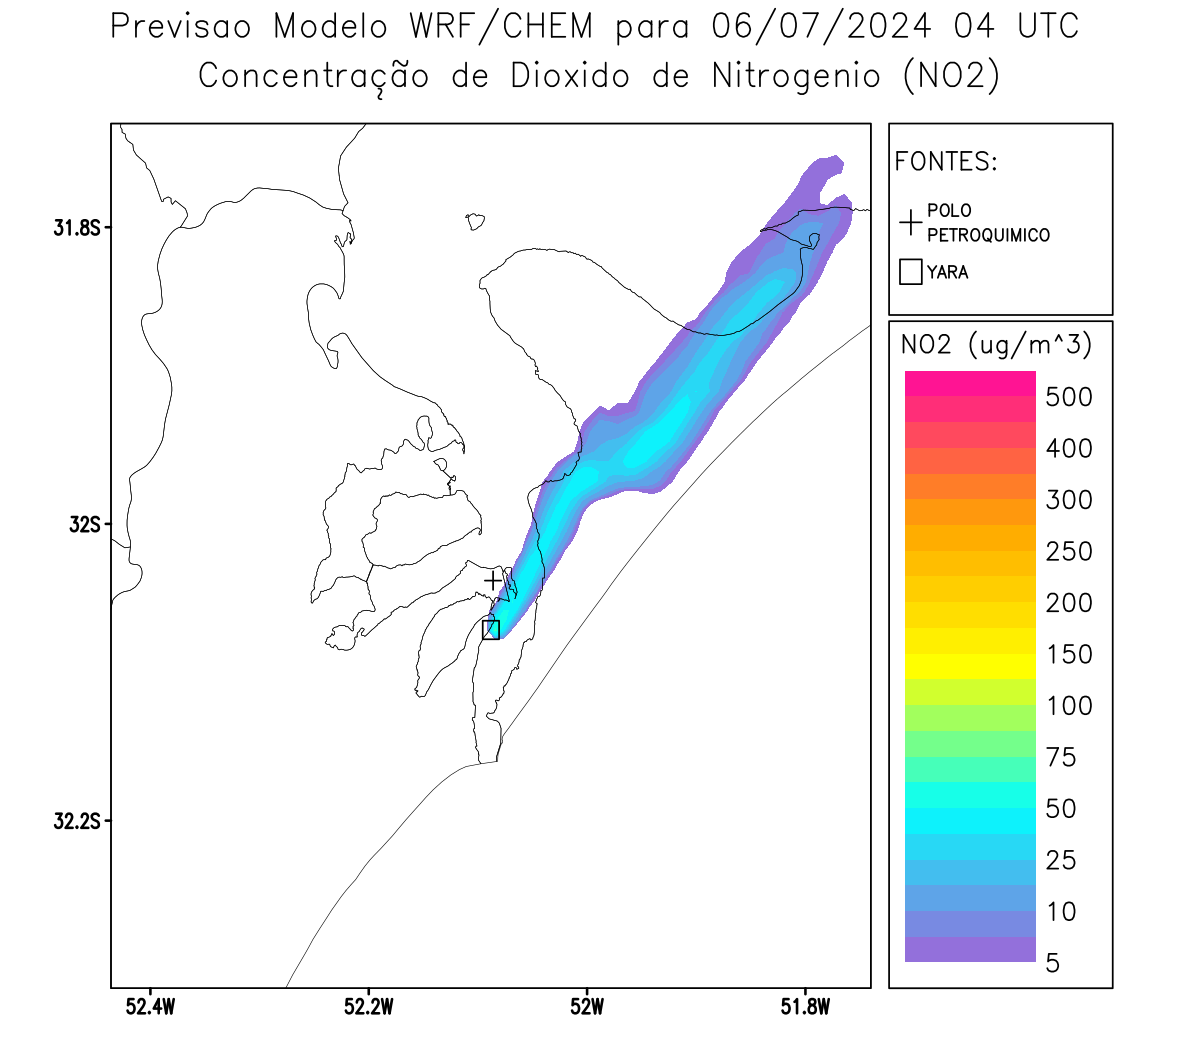 Previsao Modelo WRF/CHEM para 06/07/2024 04 UTC
Concentração de Dioxido de Nitrogenio (NO2)
FONTES:
POLO
PETROQUIMICO
YARA
NO2 (ug/m^3)
500
400
300
250
200
150
100
75
50
25
10
5
31.8S
32S
32.2S
52.4W
52.2W
52W
51.8W